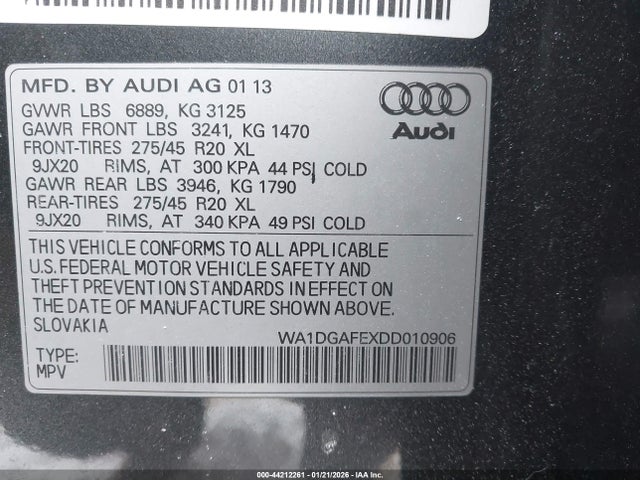 MFD. BY AUDI AG 01 13
GVWR LBS 6889, KG 3125
GAWR FRONT LBS 3241, KG 1470
FRONT-TIRES 275/45 R20 XL
9JX20 RIMS, AT 300 KPA 44 PSI COLD
GAWR REAR LBS 3946, KG 1790
REAR-TIRES 275/45 R20 XL
9JX20 RIMS, AT 340 KPA 49 PSI COLD
Audi
THIS VEHICLE CONFORMS TO ALL APPLICABLE
U.S. FEDERAL MOTOR VEHICLE SAFETY AND
THEFT PREVENTION STANDARDS IN EFFECT ON
THE DATE OF MANUFACTURE SHOWN ABOVE.
SLOVAKIA
WA1DGAFEXDD010906
TYPE:
MPV
000-44212261 - 01/21/2026 - IAA Inc.